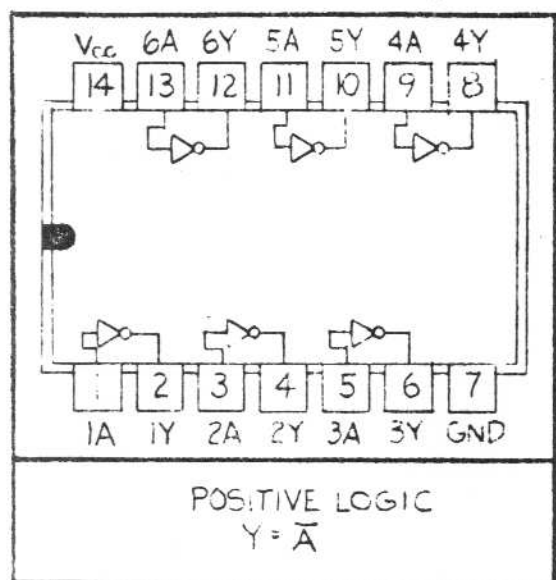 Vcc 6A 6Y 5A 5Y 4A 4Y
14 13 12 11 10 9 8
1 2 3 4 5 6 7
1A 1Y 2A 2Y 3A 3Y GND
POSITIVE LOGIC
Y = A̅